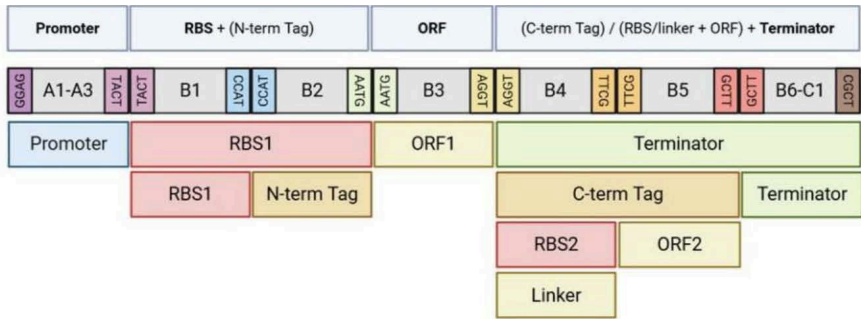 Promoter RBS + (N-term Tag) ORF (C-term Tag) / (RBS/linker + ORF) + Terminator
GGAG A1-A3 TACT TACT B1 CCAT CCAT B2 AATG AATG B3 AGGT AGGT B4 TTCG TTCG B5 GCTT GCTT B6-C1 CGCT
Promoter RBS1 ORF1 Terminator
RBS1 N-term Tag C-term Tag Terminator
RBS2 ORF2
Linker